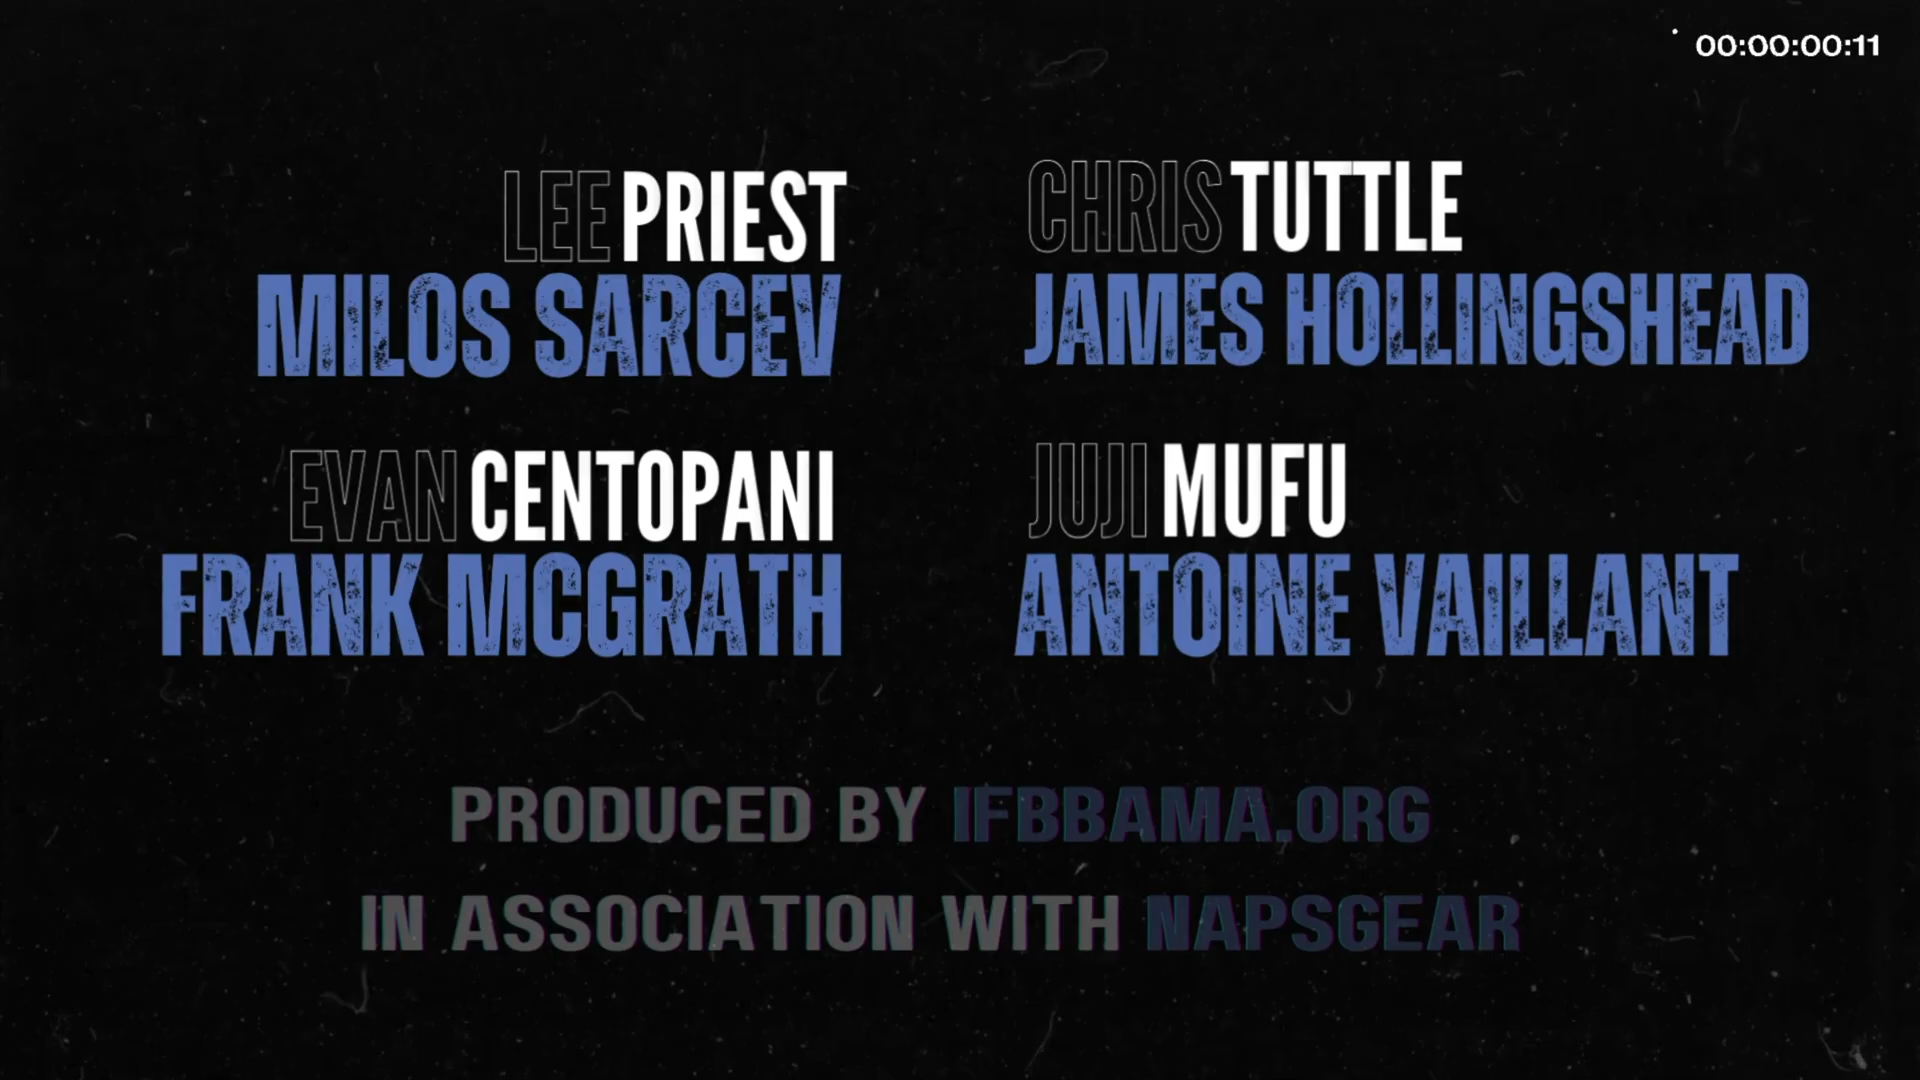 00:00:00:11
LEE PRIEST
MILOS SARCEV
CHRIS TUTTLE
JAMES HOLLINGSHEAD
EVAN CENTOPANI
FRANK MCGRATH
JUJI MUFU
ANTOINE VAILLANT
PRODUCED BY IFBBAMA.ORG
IN ASSOCIATION WITH NAPSGEAR